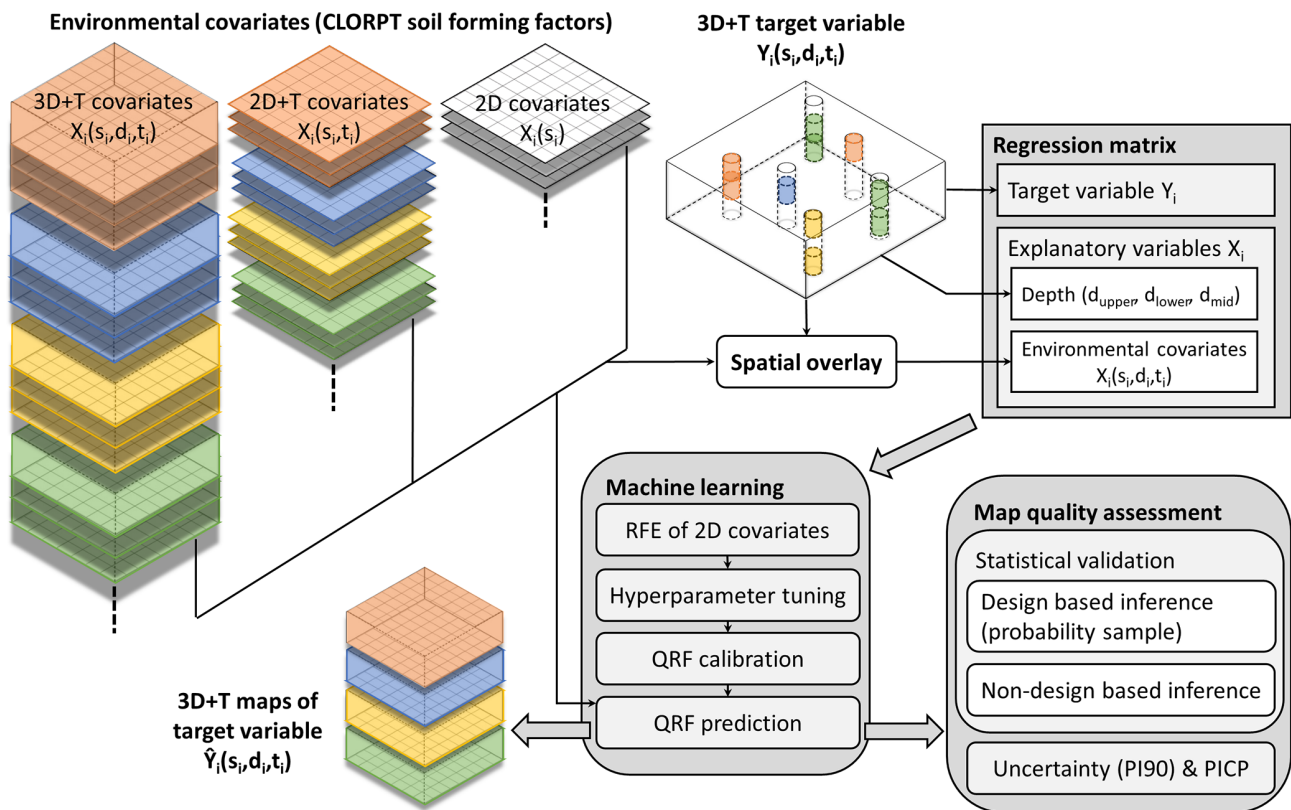 Environmental covariates (CLORPT soil forming factors)
3D+T covariates
Xi(si,di,ti)
2D+T covariates
Xi(si,ti)
2D covariates
Xi(si)
3D+T target variable
Yi(si,di,ti)
Regression matrix
Target variable Yi
Explanatory variables Xi
Depth (dupper, dlower, dmid)
Environmental covariates
Xi(si,di,ti)
Spatial overlay
Machine learning
RFE of 2D covariates
Hyperparameter tuning
QRF calibration
QRF prediction
Map quality assessment
Statistical validation
Design based inference
(probability sample)
Non-design based inference
Uncertainty (PI90) & PICP
3D+T maps of
target variable
Ŷi(si,di,ti)